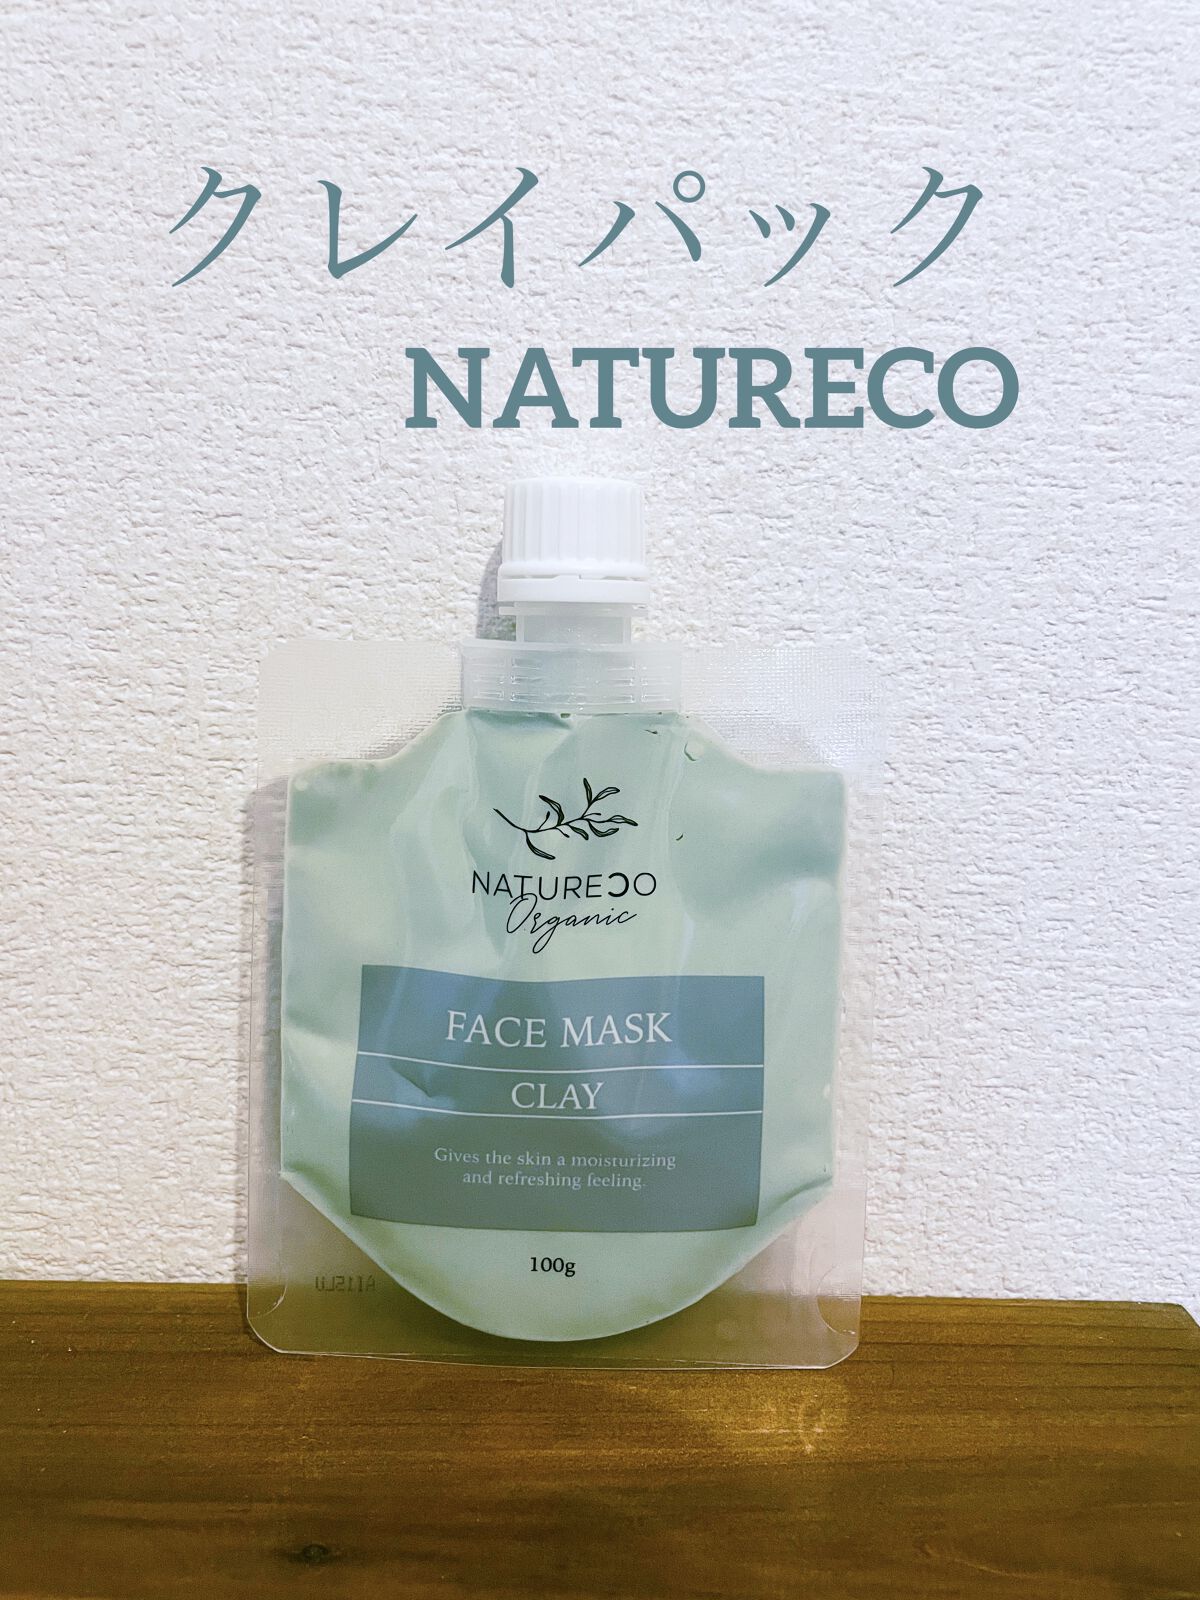 クレイパック
NATURECO
NATURECO
Organic
FACE MASK
CLAY
Gives the skin a moisturizing
and refreshing feeling.
100g